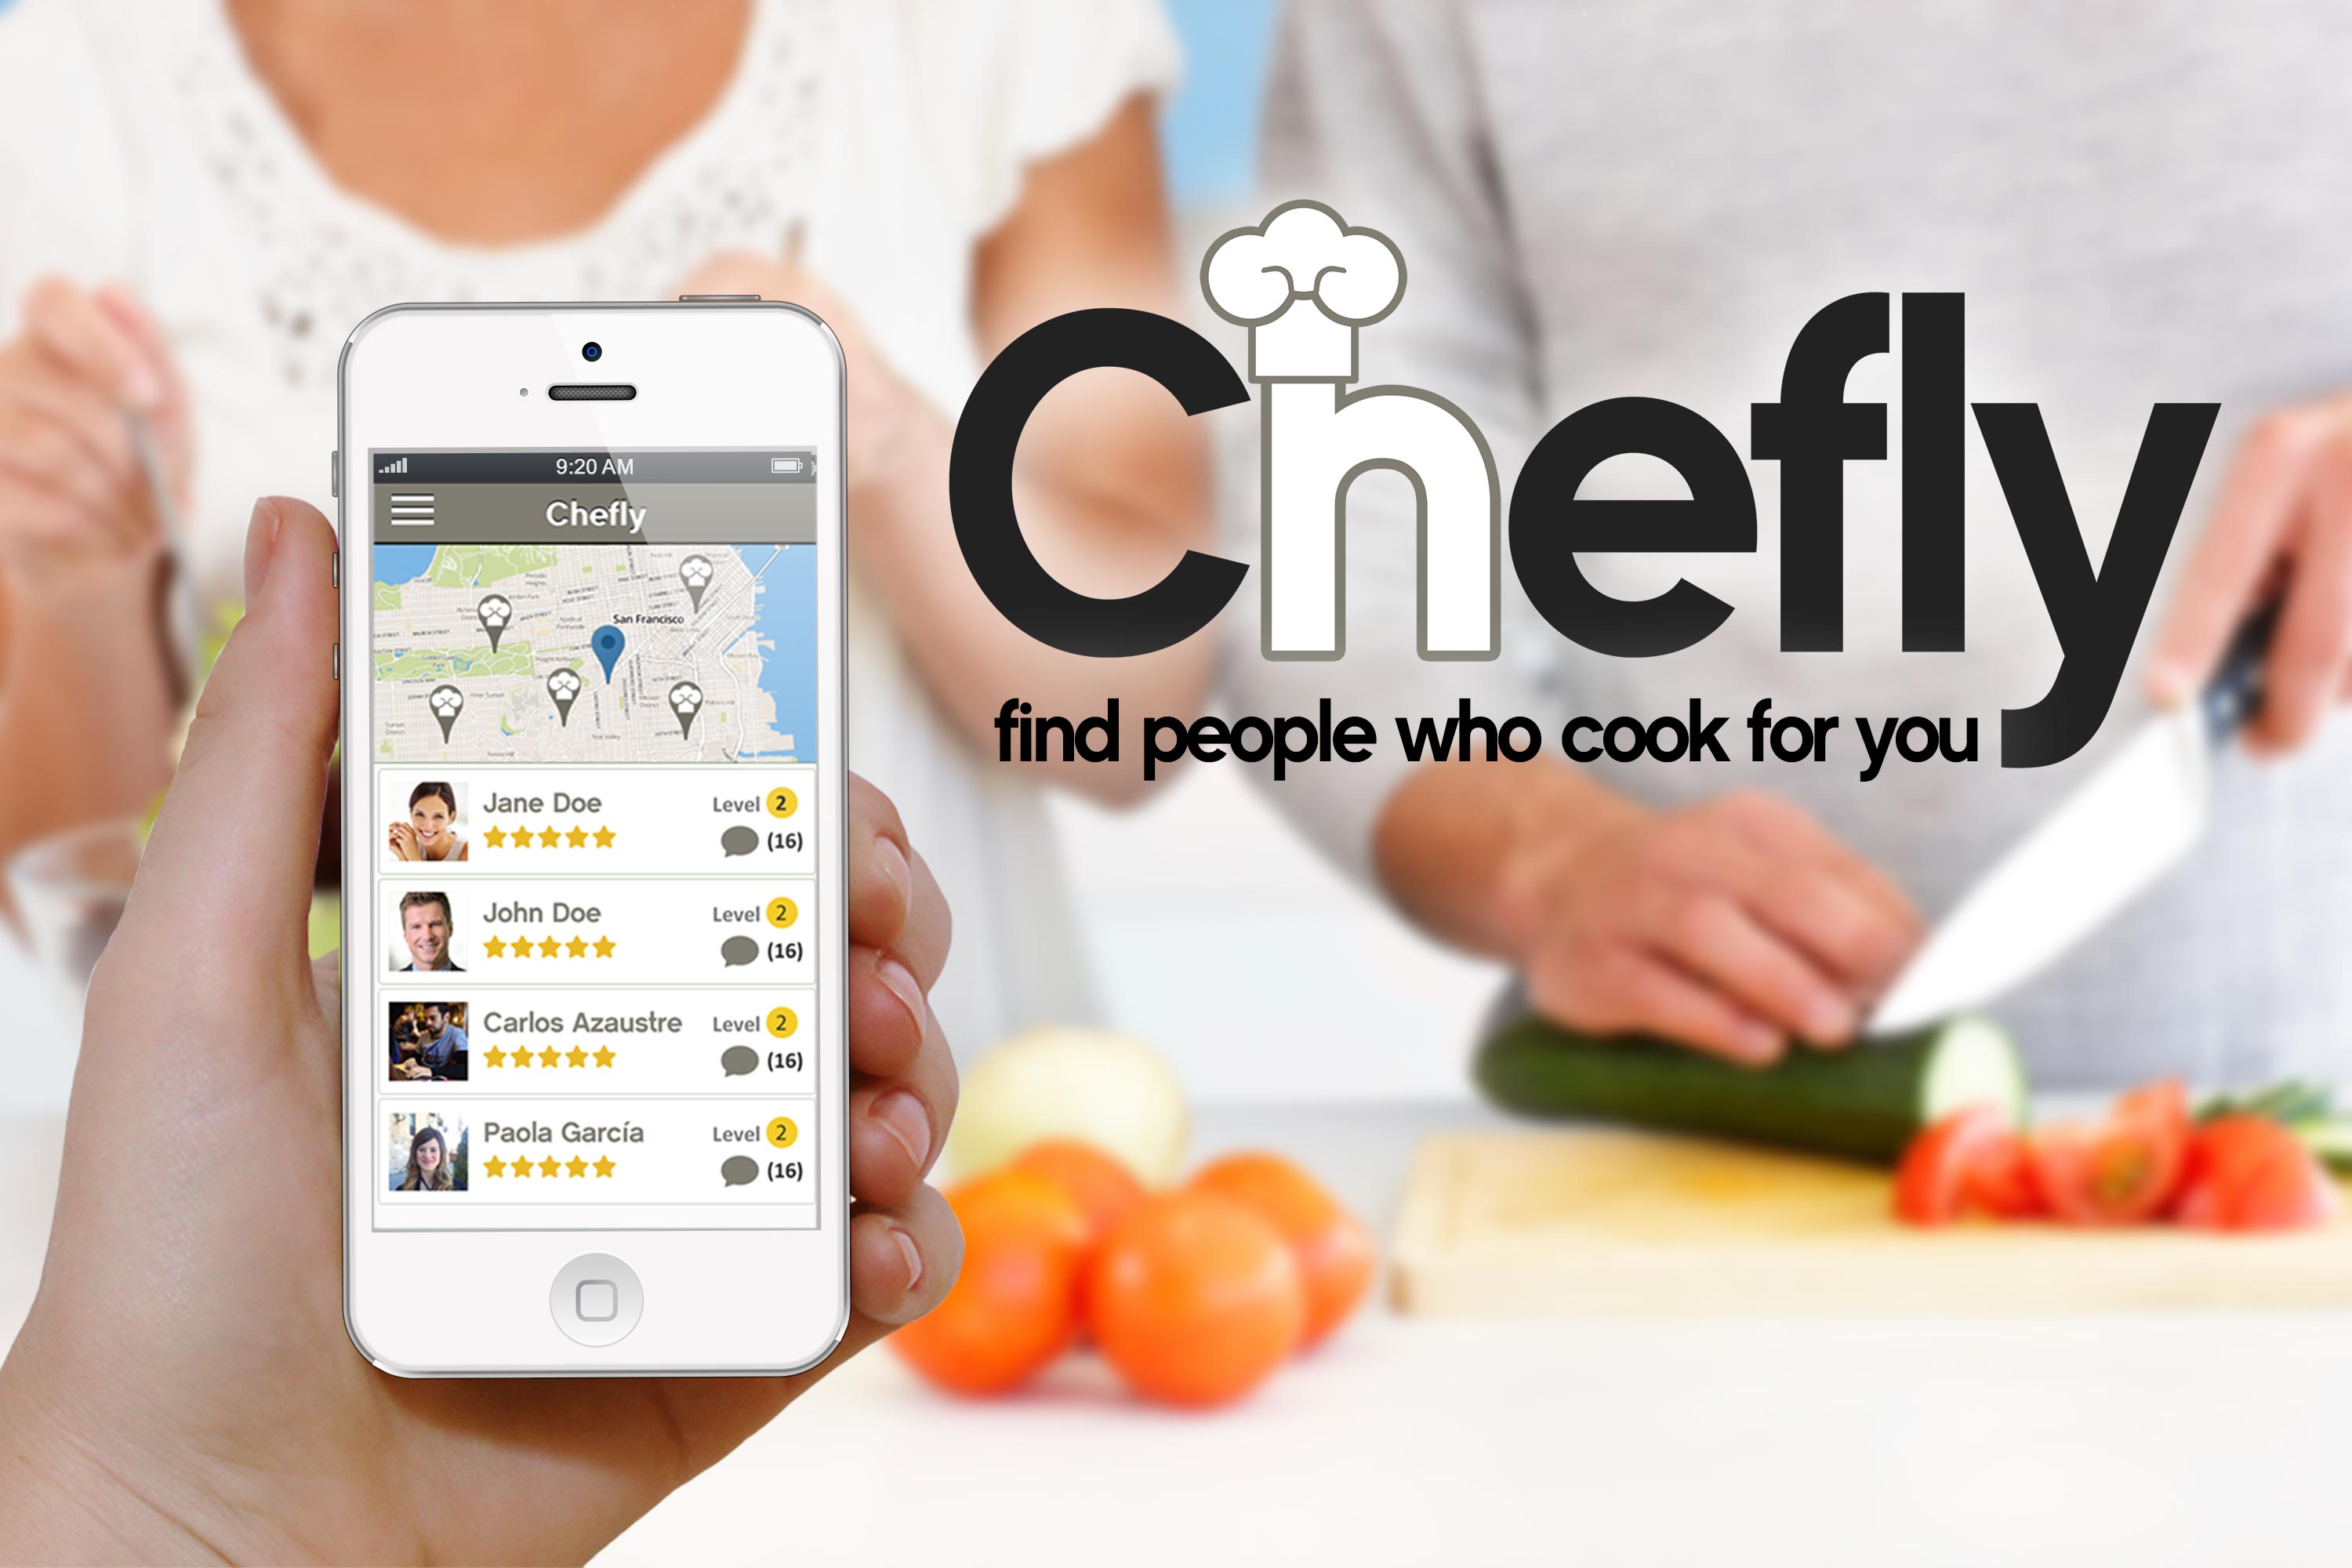 Chefly
find people who cook for you
9:20 AM
Chefly
San Francisco
Jane Doe
Level 2
(16)
John Doe
Level 2
(16)
Carlos Azaustre
Level 2
(16)
Paola García
Level 2
(16)